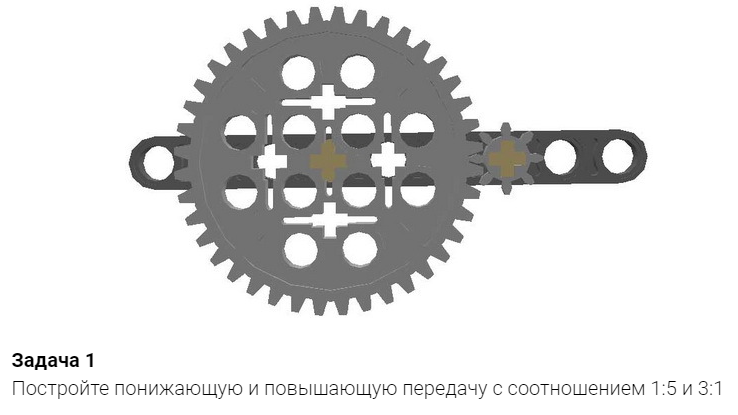 Задача 1
Постройте понижающую и повышающую передачу с соотношением 1:5 и 3:1